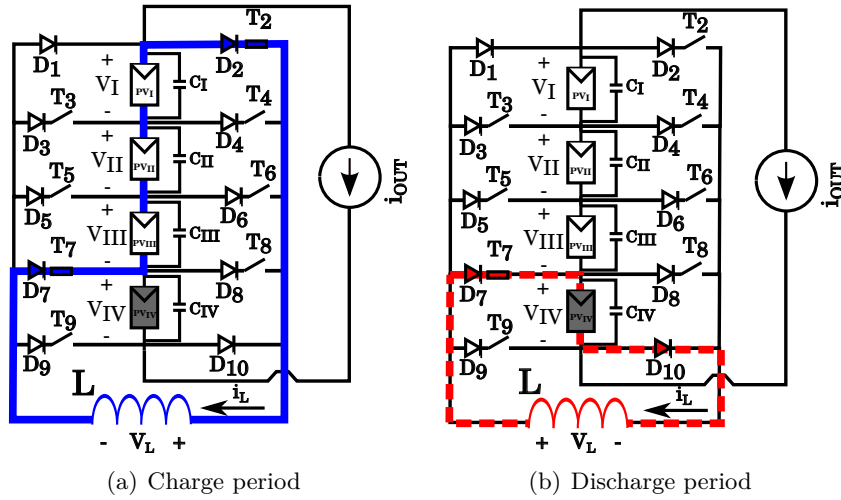 T2
D1
D2
+
VI
PVI
CI
-
T3
T4
+
D3
D4
VII
PVII
CII
-
T5
T6
+
D5
D6
VIII
PVIII
CIII
-
T7
T8
+
D7
D8
VIV
PVIV
CIV
-
T9
D9
D10
iOUT
L
iL
- VL +
(a) Charge period
T2
D1
D2
+
VI
PVI
CI
-
T3
T4
+
D3
D4
VII
PVII
CII
-
T5
T6
+
D5
D6
VIII
PVIII
CIII
-
T7
T8
+
D7
D8
VIV
PVIV
CIV
-
T9
D9
D10
iOUT
L
iL
+ VL -
(b) Discharge period